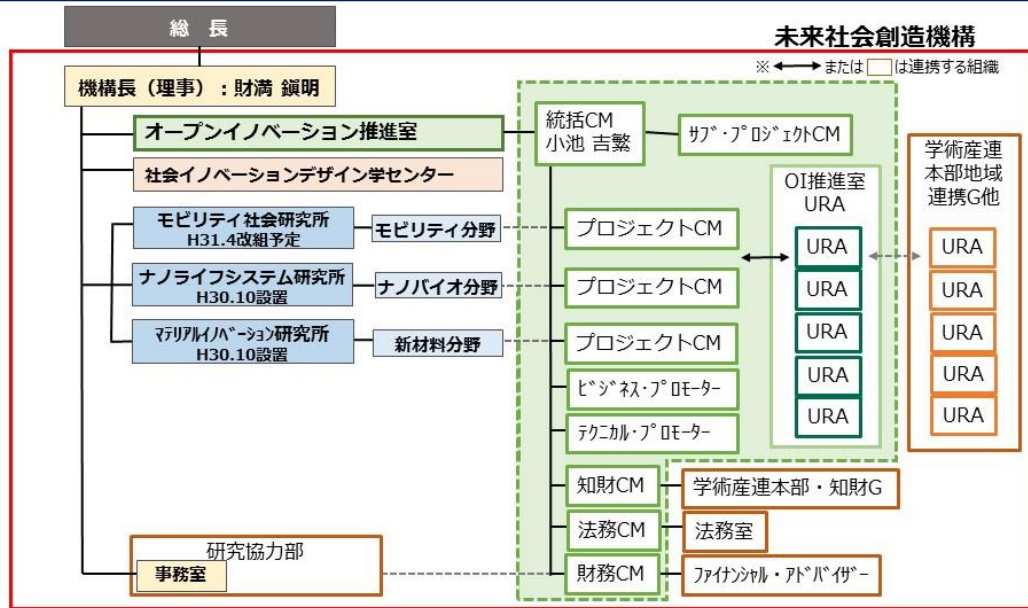 総 長
未来社会創造機構
※ ⟷ または □ は連携する組織
機構長（理事）：財満 鎭明
オープンイノベーション推進室
統括CM
小池 吉繁
ｻﾌﾞ・ﾌﾟﾛｼﾞｪｸﾄCM
学術産連
本部地域
連携G他
社会イノベーションデザイン学センター
OI推進室
URA
モビリティ社会研究所
H31.4改組予定
モビリティ分野
プロジェクトCM
URA
URA
ナノライフシステム研究所
H30.10設置
ナノバイオ分野
プロジェクトCM
URA
URA
ﾏﾃﾘｱﾙｲﾉﾍﾞｰｼｮﾝ研究所
H30.10設置
新材料分野
プロジェクトCM
URA
URA
ﾋﾞｼﾞﾈｽ・ﾌﾟﾛﾓｰﾀｰ
URA
URA
ﾃｸﾆｶﾙ・ﾌﾟﾛﾓｰﾀｰ
URA
URA
知財CM
学術産連本部・知財G
法務CM
法務室
研究協力部
事務室
財務CM
ﾌｧｲﾅﾝｼｬﾙ・ｱﾄﾞﾊﾞｲｻﾞｰ